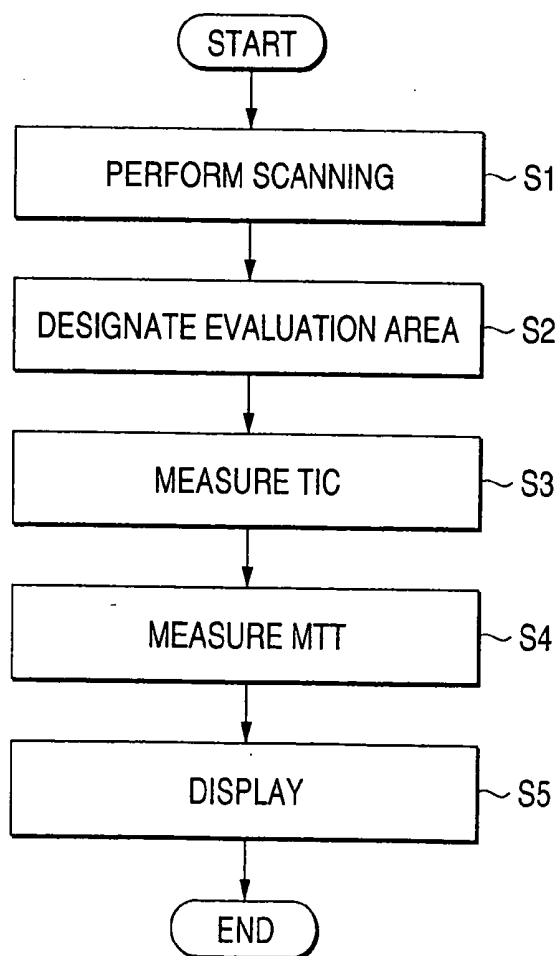 START
PERFORM SCANNING
S1
DESIGNATE EVALUATION AREA
S2
MEASURE TIC
S3
MEASURE MTT
S4
DISPLAY
S5
END